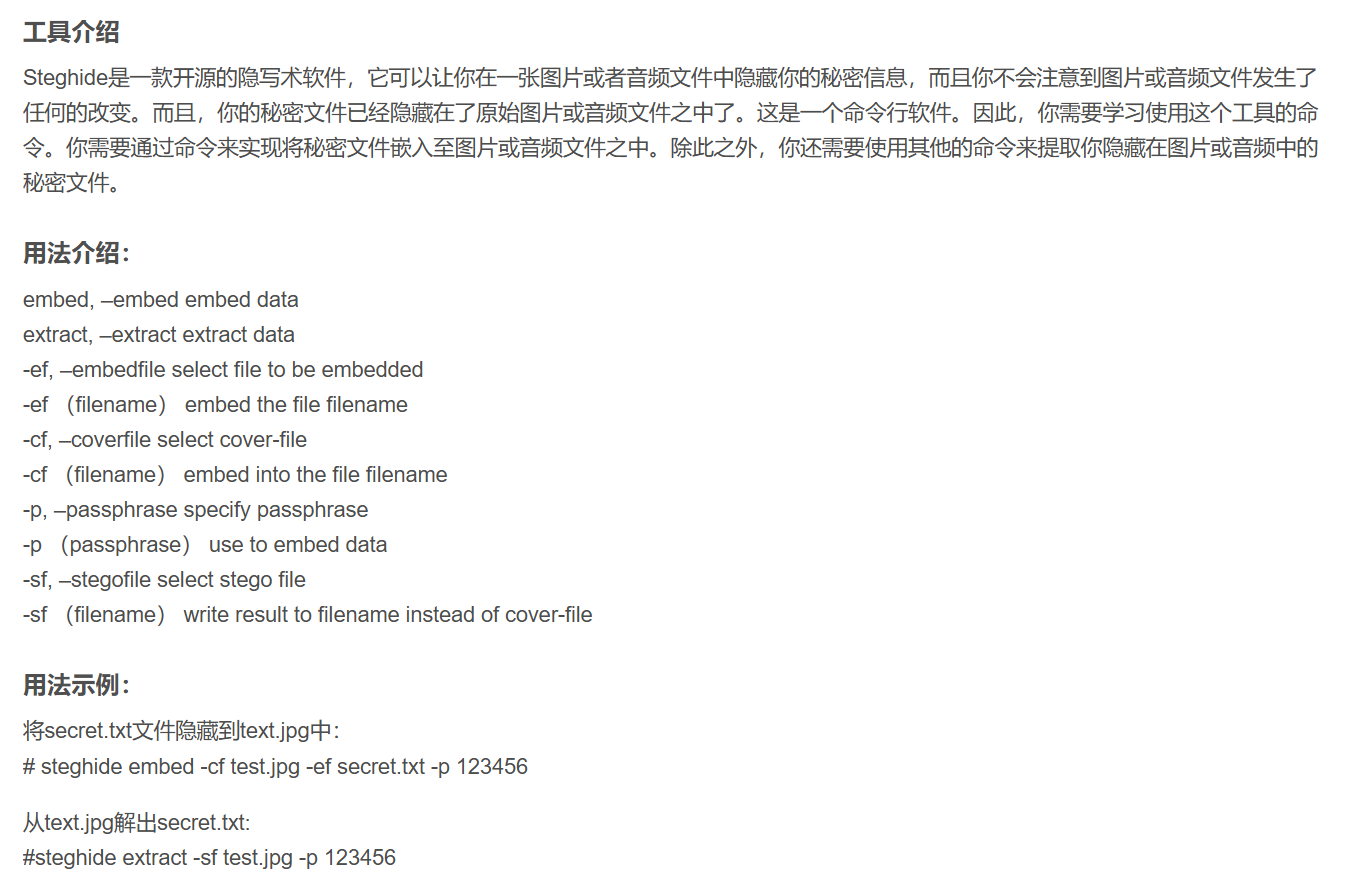 工具介绍
Steghide是一款开源的隐写术软件，它可以让你在一张图片或者音频文件中隐藏你的秘密信息，而且你不会注意到图片或音频文件发生了
任何的改变。而且，你的秘密文件已经隐藏在了原始图片或音频文件之中了。这是一个命令行软件。因此，你需要学习使用这个工具的命
令。你需要通过命令来实现将秘密文件嵌入至图片或音频文件之中。除此之外，你还需要使用其他的命令来提取你隐藏在图片或音频中的
秘密文件。
用法介绍：
embed, –embed embed data
extract, –extract extract data
-ef, –embedfile select file to be embedded
-ef （filename） embed the file filename
-cf, –coverfile select cover-file
-cf （filename） embed into the file filename
-p, –passphrase specify passphrase
-p （passphrase） use to embed data
-sf, –stegofile select stego file
-sf （filename） write result to filename instead of cover-file
用法示例：
将secret.txt文件隐藏到text.jpg中：
# steghide embed -cf test.jpg -ef secret.txt -p 123456
从text.jpg解出secret.txt:
#steghide extract -sf test.jpg -p 123456